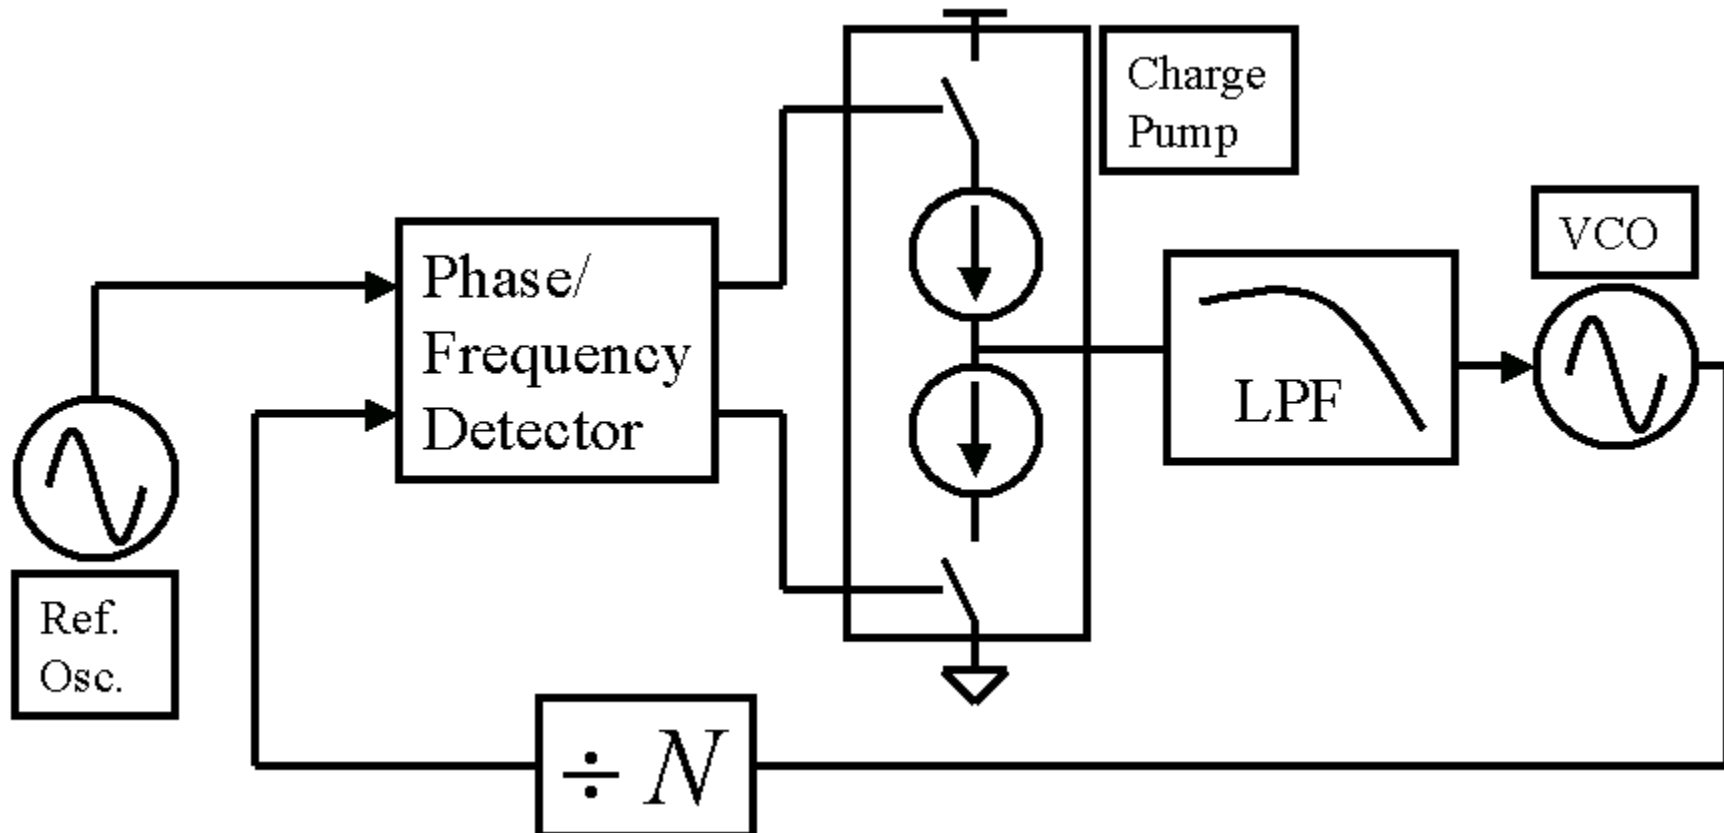 Charge
Pump
VCO
Phase/
Frequency
Detector
LPF
Ref.
Osc.
÷ N